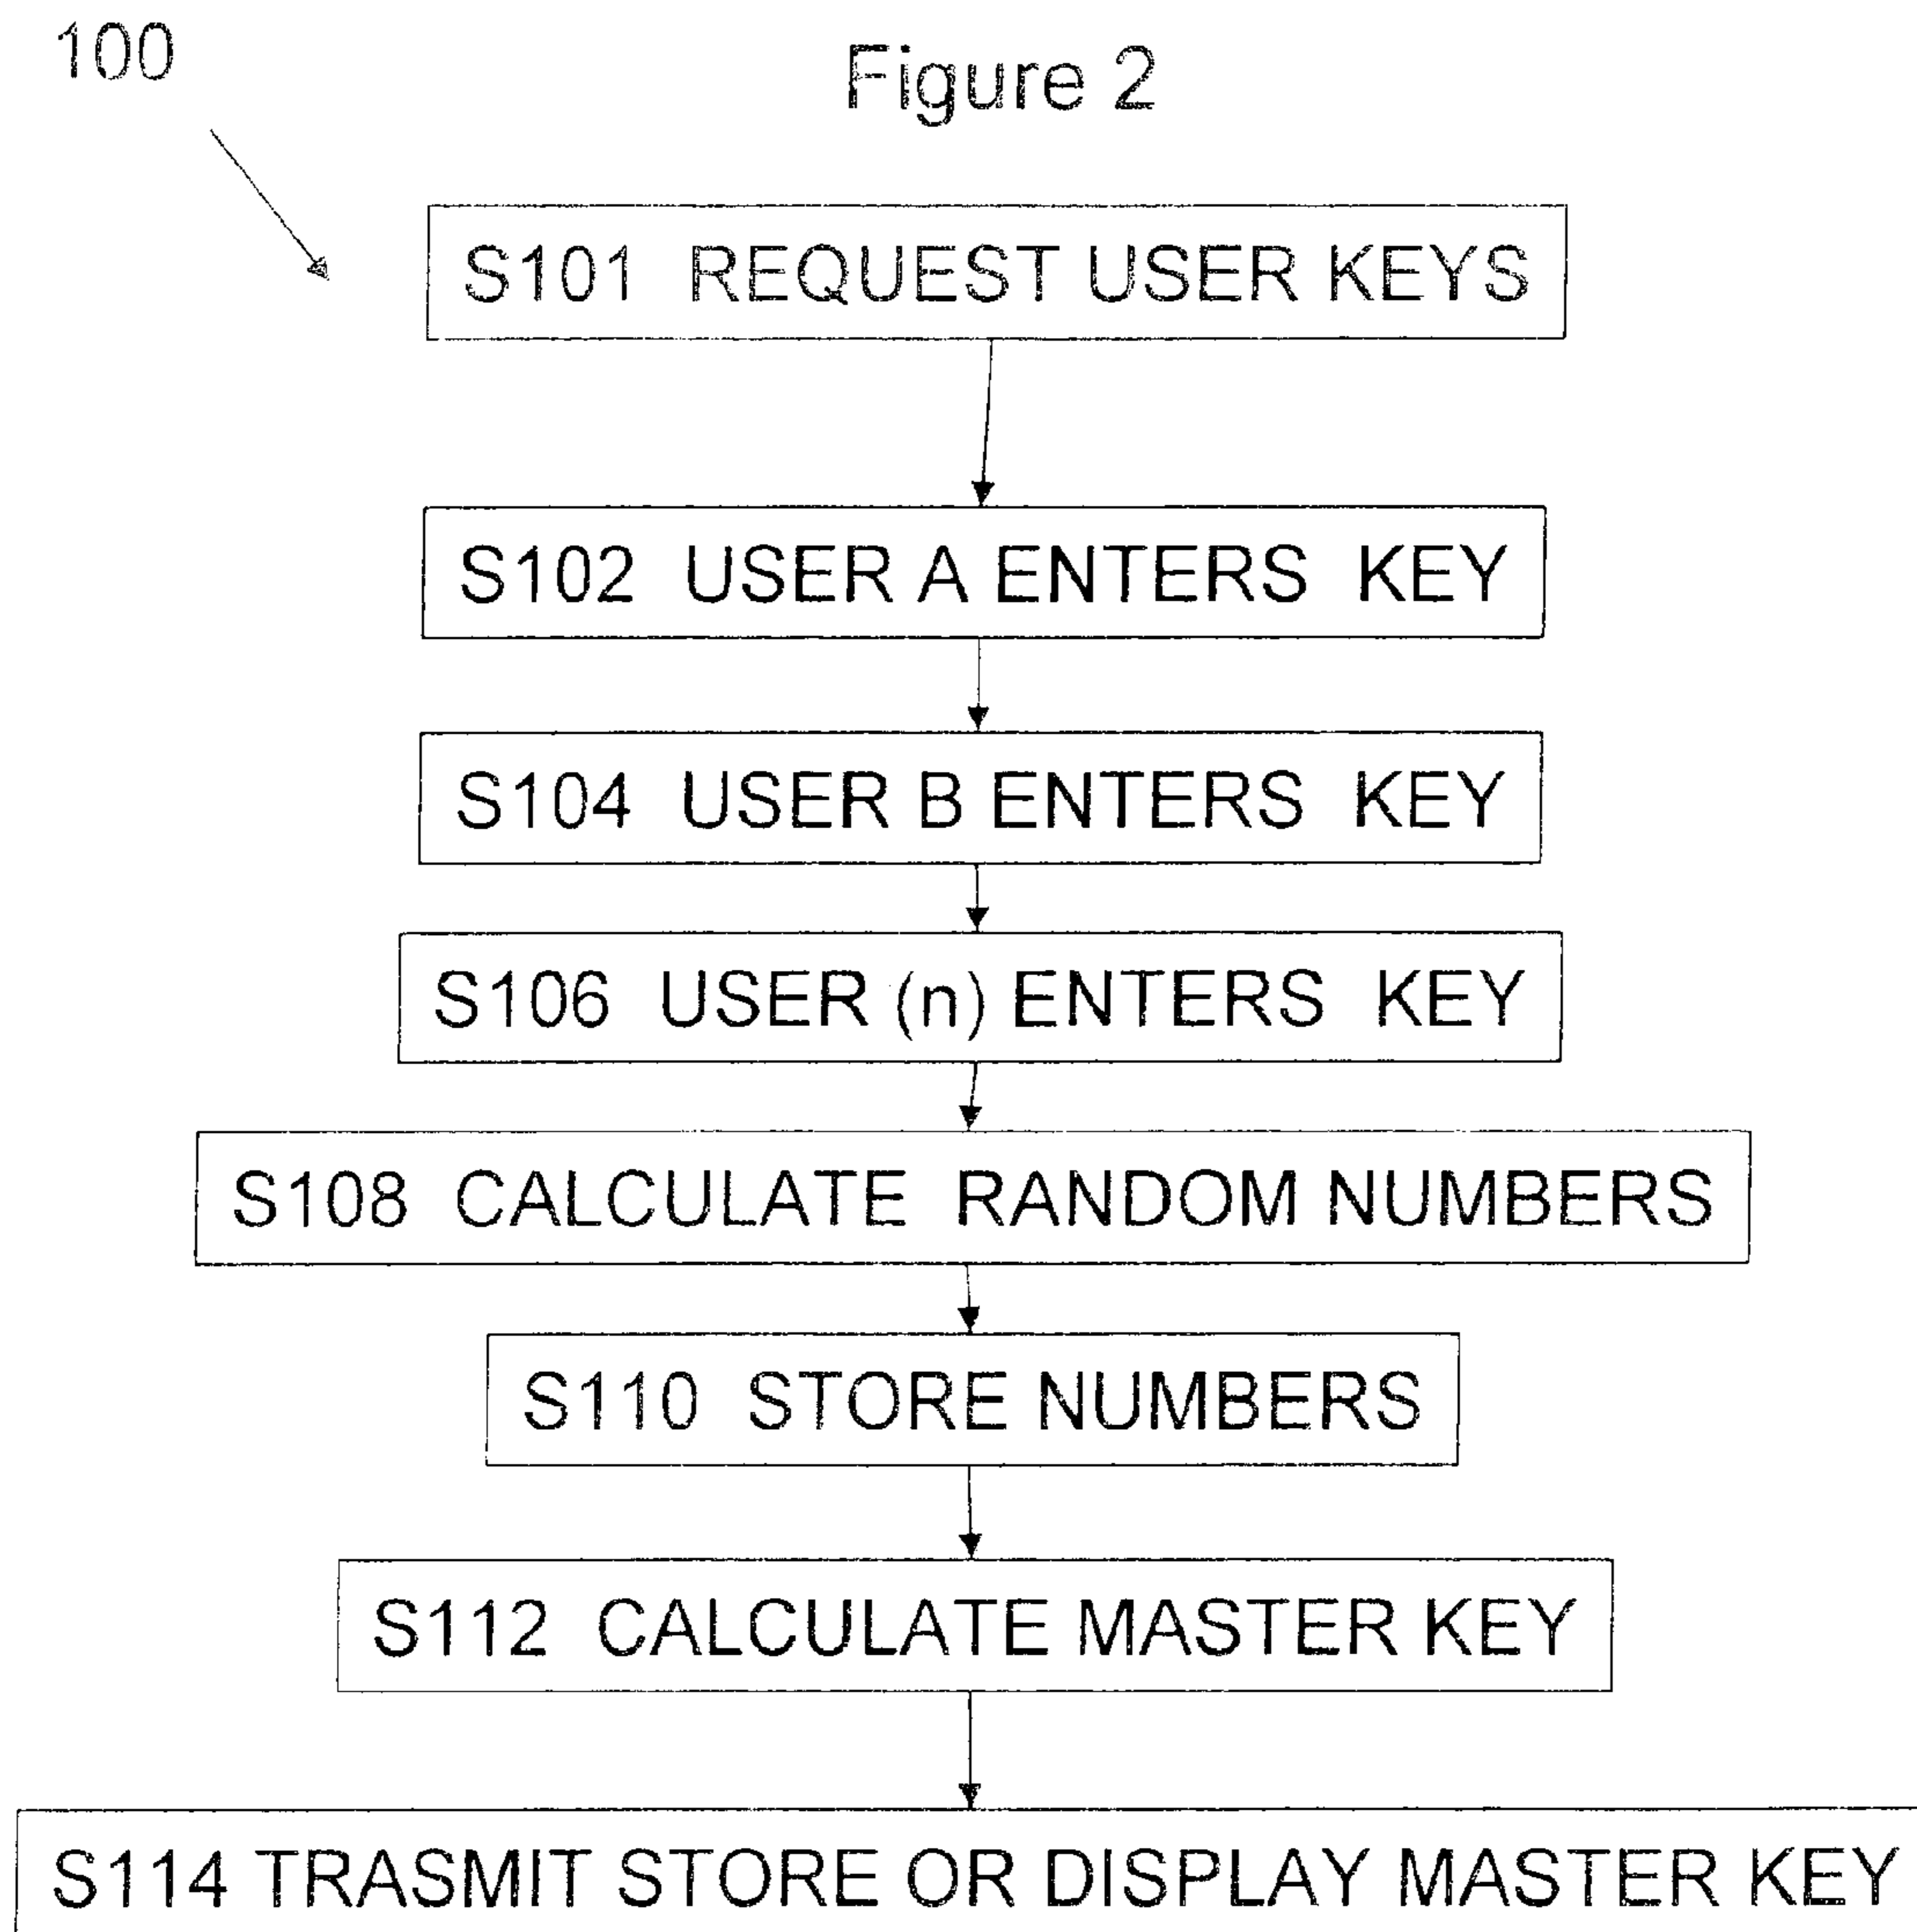 100
Figure 2
S101 REQUEST USER KEYS
S102 USER A ENTERS KEY
S104 USER B ENTERS KEY
S106 USER (n) ENTERS KEY
S108 CALCULATE RANDOM NUMBERS
S110 STORE NUMBERS
S112 CALCULATE MASTER KEY
S114 TRASMIT STORE OR DISPLAY MASTER KEY